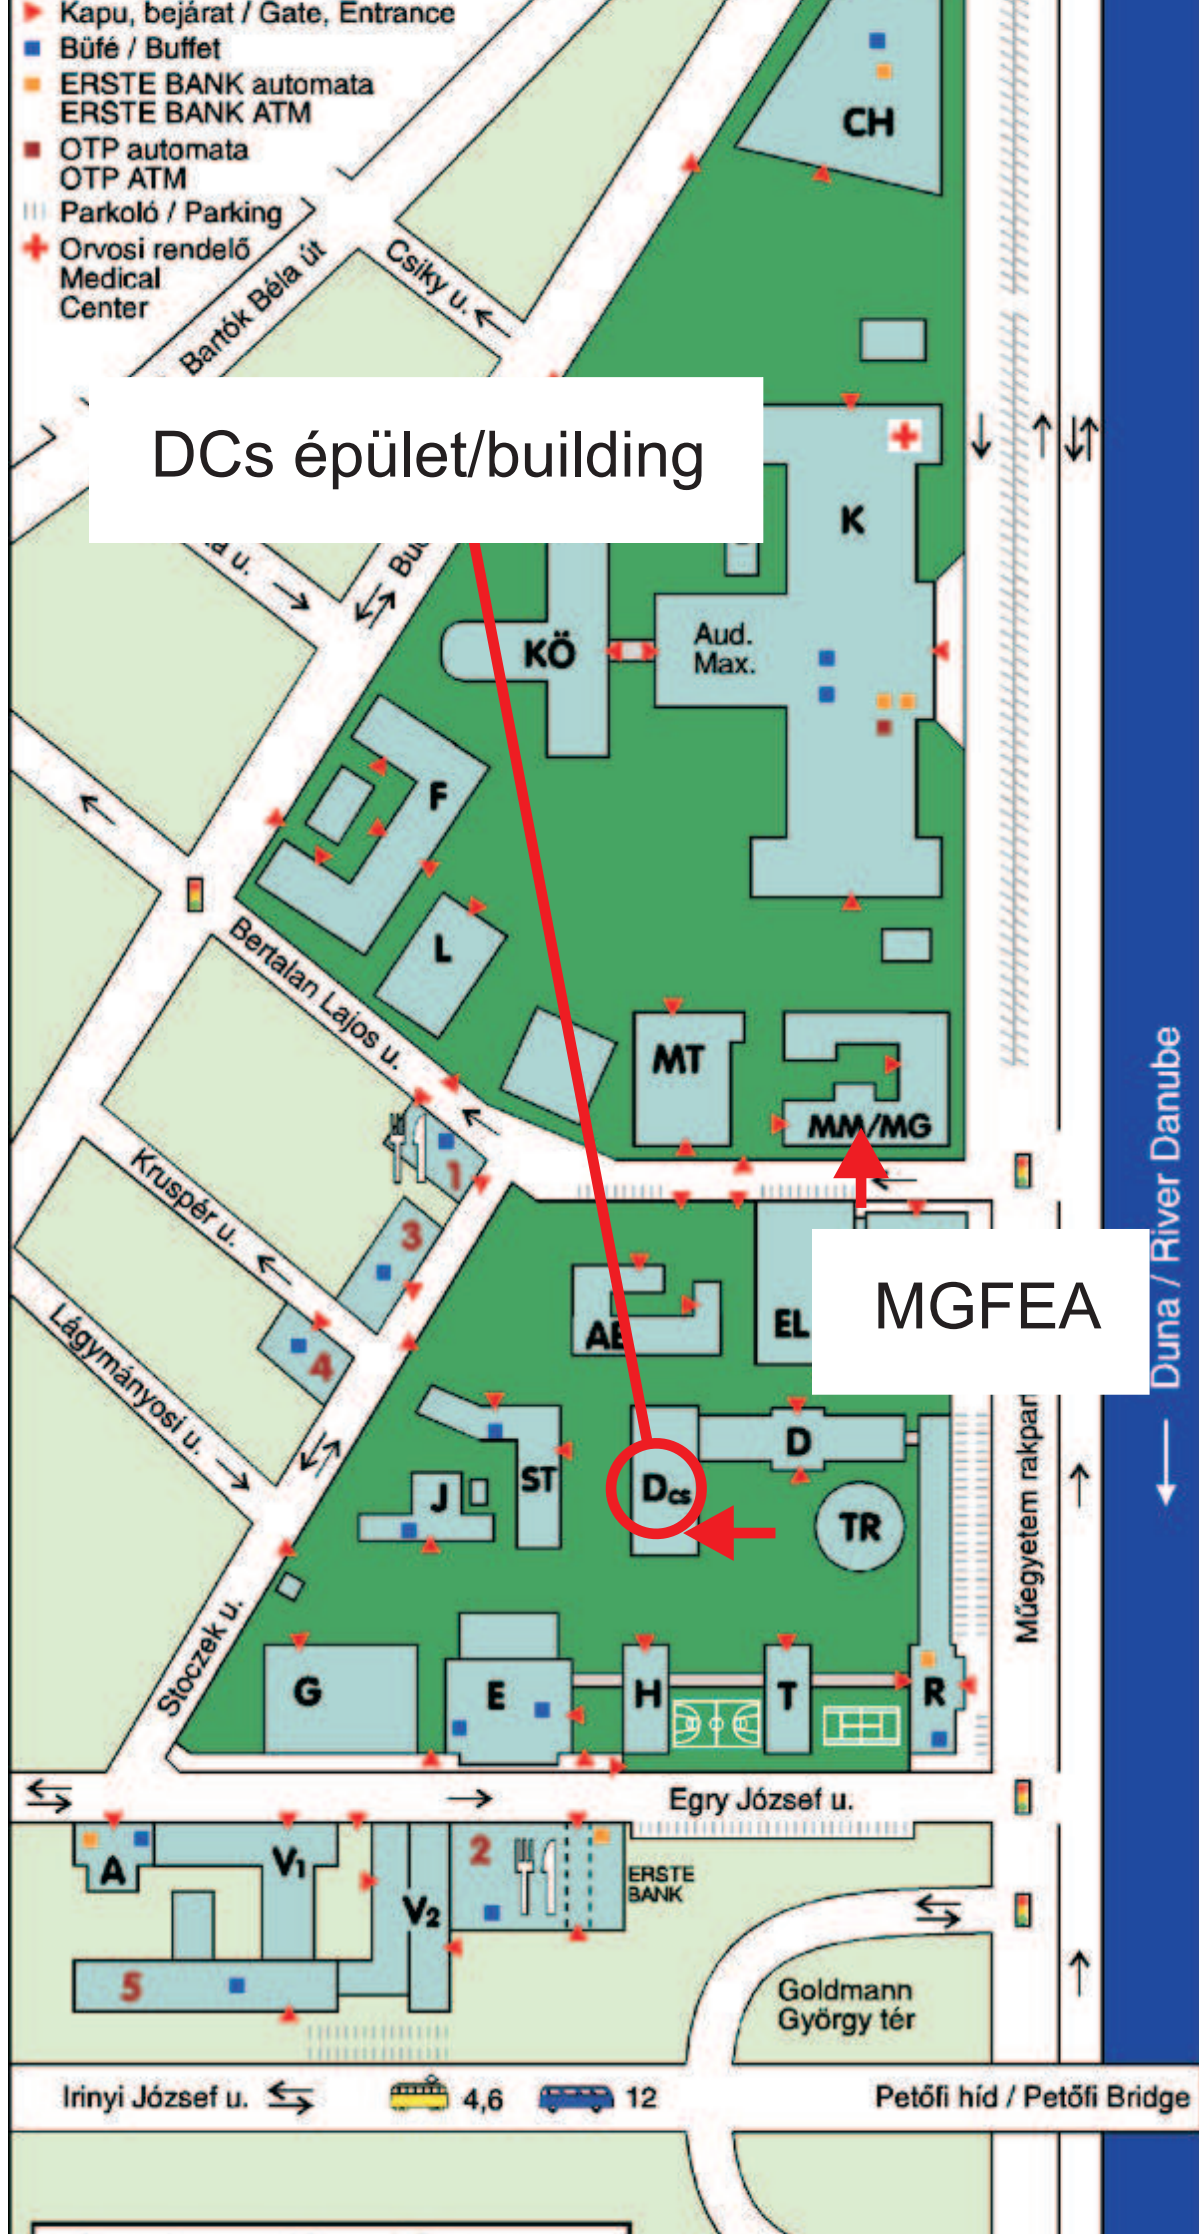 Kapu, bejárat / Gate, Entrance
Büfé / Buffet
ERSTE BANK automata
ERSTE BANK ATM
OTP automata
OTP ATM
Parkoló / Parking
Orvosi rendelő
Medical
Center
CH
Csiky u.
Bartók Béla út
DCs épület/building
K
u.
KÖ
Aud.
Max.
F
L
Bertalan Lajos u.
MT
MM/MG
Duna / River Danube
1
Kruspér u.
3
MGFEA
AE
EL
4
Lágymányosi u.
D
ST
Dcs
J
TR
Műegyetem rakpar
Stoczek u.
G
E
H
T
R
Egry József u.
A
V1
2
ERSTE
BANK
V2
5
Goldmann
György tér
Irinyi József u.
4,6
12
Petőfi híd / Petőfi Bridge